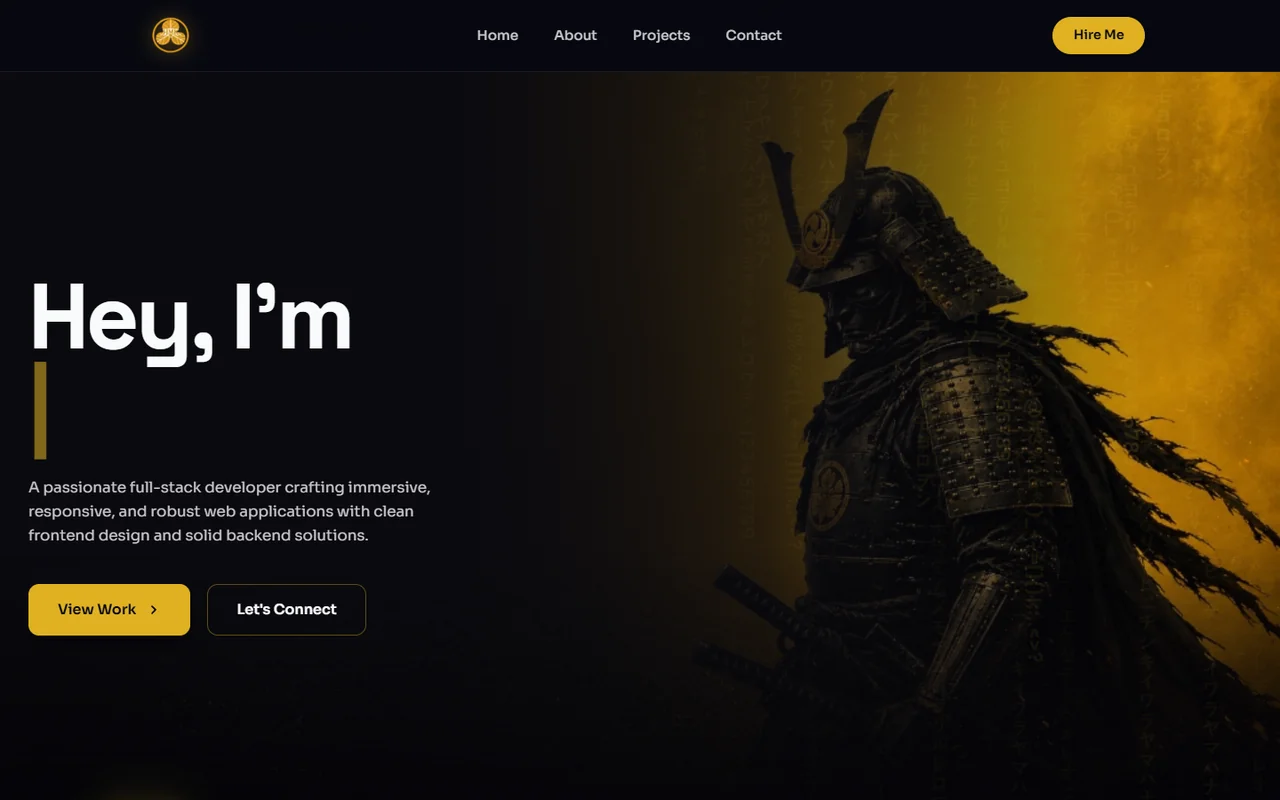 Home
About
Projects
Contact
Hire Me
Hey, I’m
A passionate full-stack developer crafting immersive,
responsive, and robust web applications with clean
frontend design and solid backend solutions.
View Work
Let's Connect